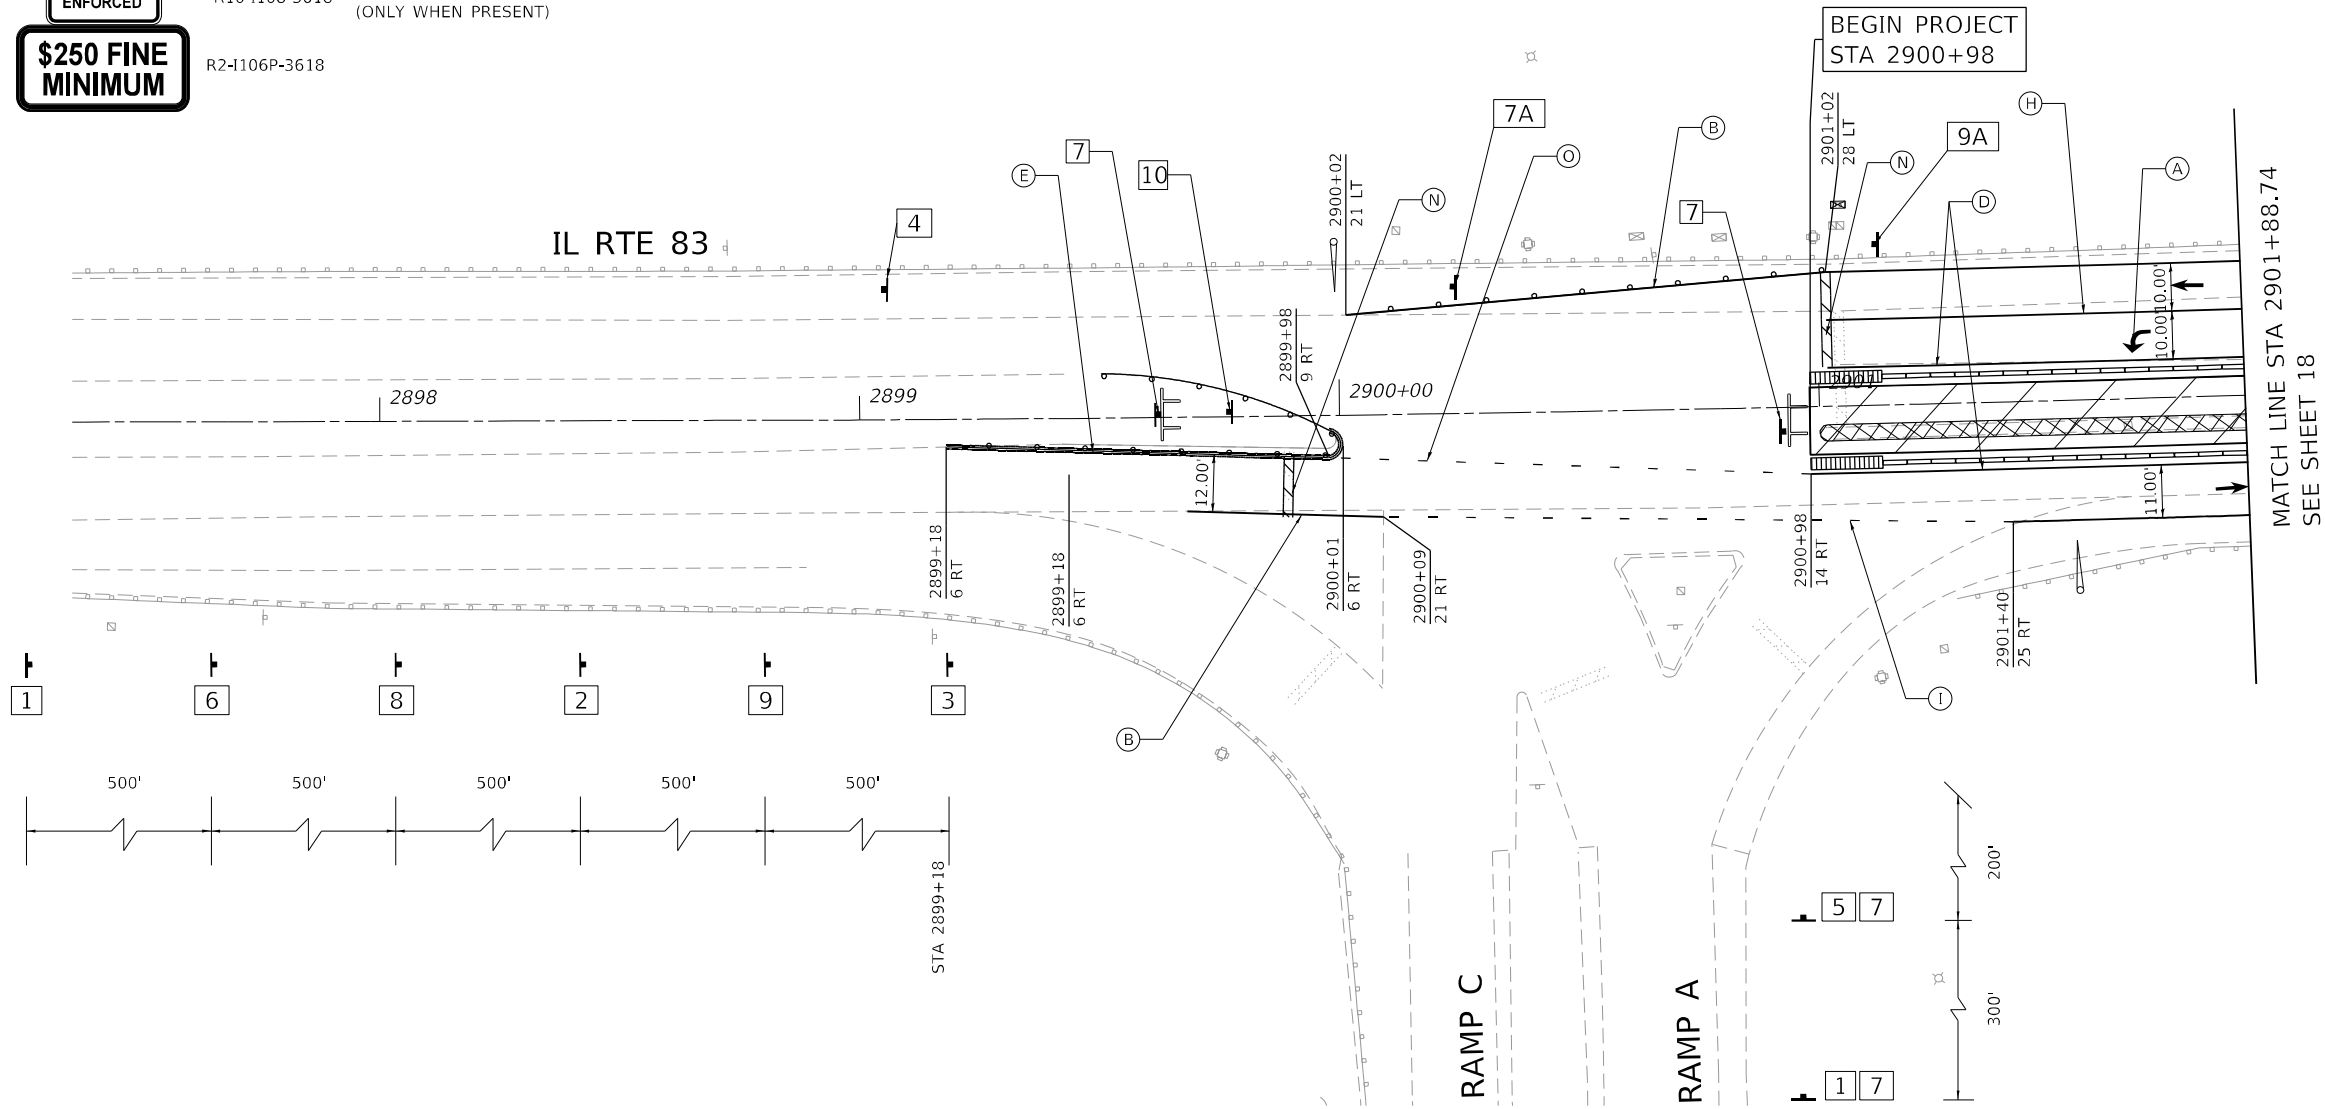 ENFORCED
(ONLY WHEN PRESENT)
$250 FINE
MINIMUM
R2-I106P-3618
BEGIN PROJECT
STA 2900+98
7A
B
O
2901+02
28 LT
H
9A
N
A
D
7
10
E
N
2900+02
21 LT
7
4
IL RTE 83
10.00'
10.00'
MATCH LINE STA 2901+88.74
SEE SHEET 18
2899+98
9 RT
2898
2899
2900+00
2901
12.00'
11.00'
2899+18
6 RT
2899+18
6 RT
2900+01
6 RT
2900+09
21 RT
2900+98
14 RT
2901+40
25 RT
1
6
8
2
9
3
B
I
500'
500'
500'
500'
500'
STA 2899+18
200'
5
7
300'
RAMP C
RAMP A
1
7